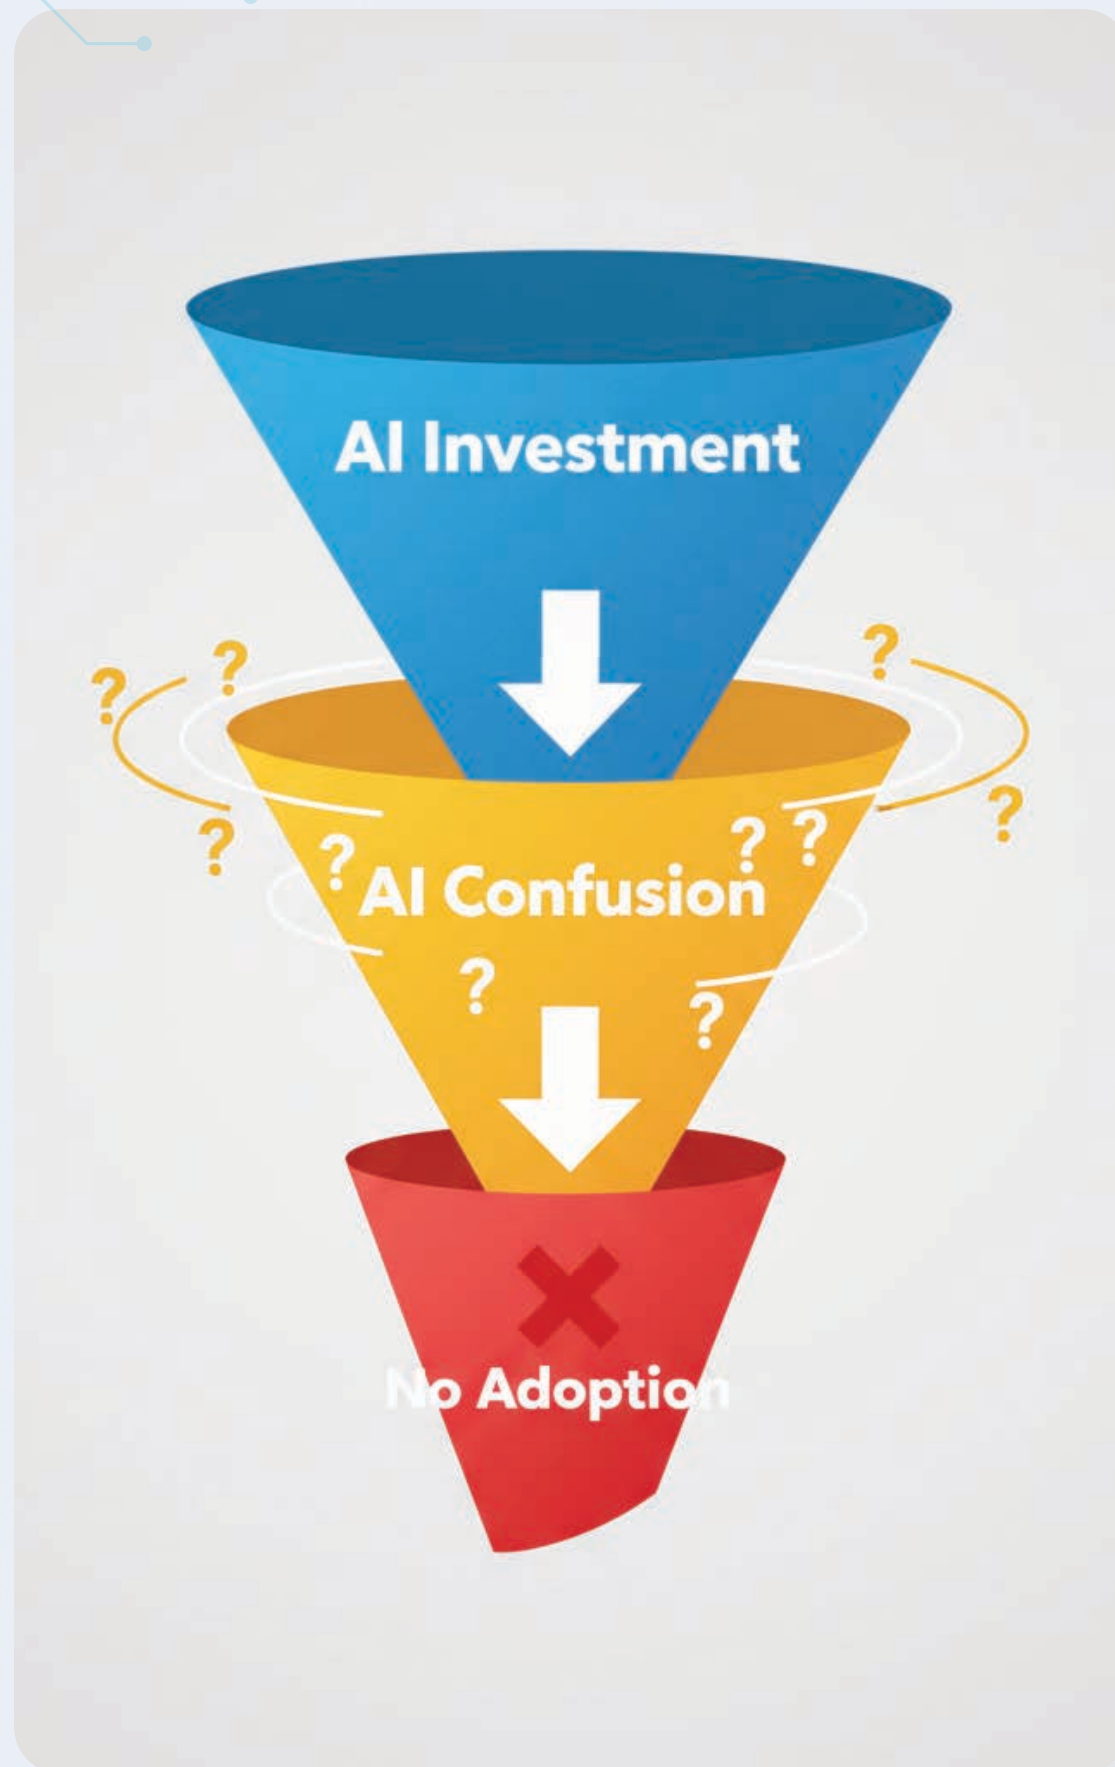 AI Investment
? ? ?
? ? ? ? ? ?
AI Confusion
? ?
No Adoption